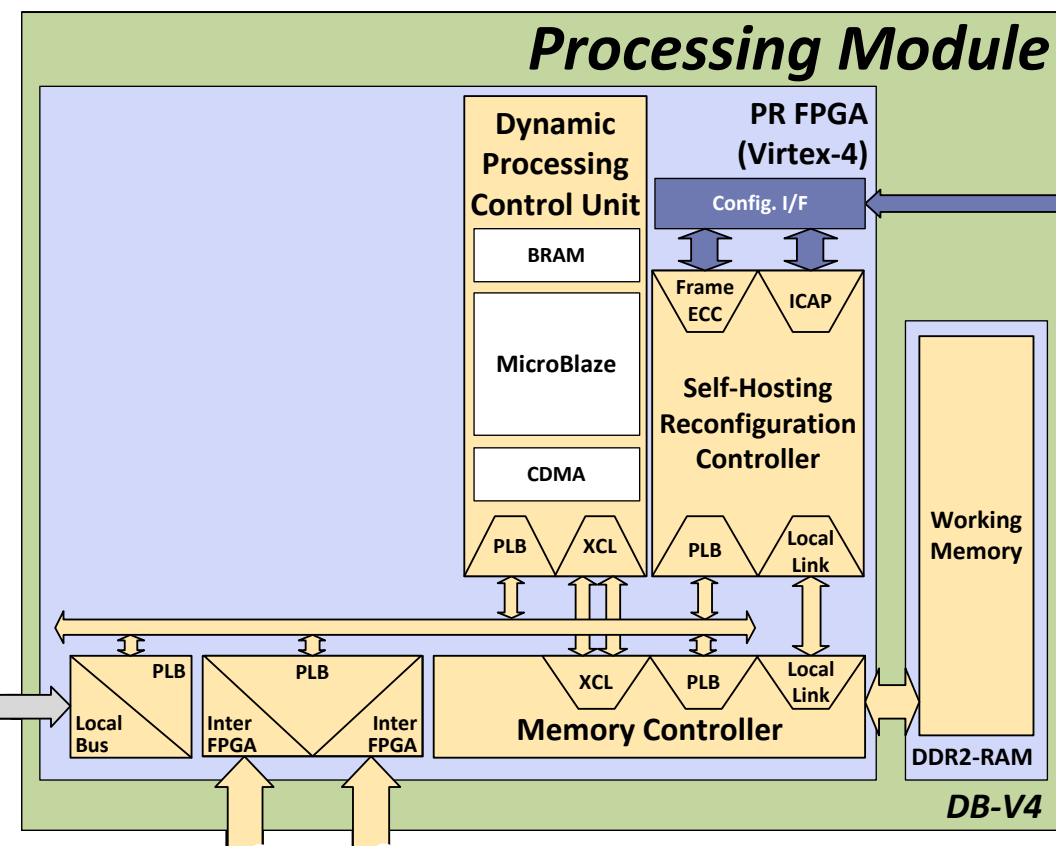 Processing Module
PR FPGA
(Virtex-4)
Dynamic
Processing
Control Unit
BRAM
MicroBlaze
CDMA
PLB
XCL
Config. I/F
Frame
ECC
ICAP
Self-Hosting
Reconfiguration
Controller
PLB
Local
Link
Working
Memory
DDR2-RAM
PLB
Local
Bus
PLB
Inter
FPGA
Inter
FPGA
XCL
PLB
Local
Link
Memory Controller
DB-V4